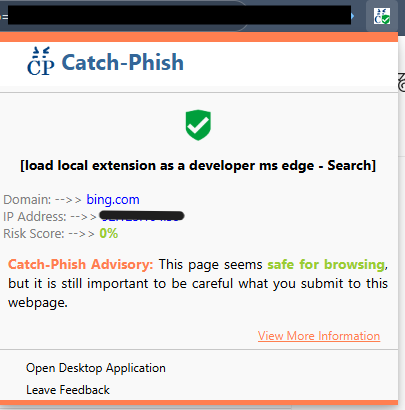 CP Catch-Phish
[load local extension as a developer ms edge - Search]
Domain: -->> bing.com
IP Address: -->>
Risk Score: -->> 0%
Catch-Phish Advisory: This page seems safe for browsing,
but it is still important to be careful what you submit to this
webpage.
View More Information
Open Desktop Application
Leave Feedback